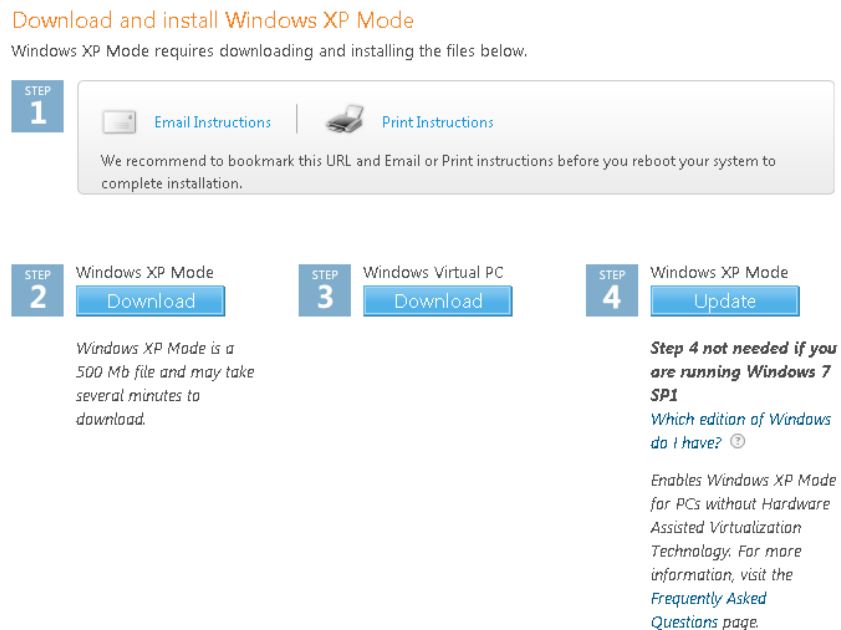 Download and install Windows XP Mode
Windows XP Mode requires downloading and installing the files below.
STEP
1
Email Instructions
Print Instructions
We recommend to bookmark this URL and Email or Print instructions before you reboot your system to
complete installation.
STEP
2
Windows XP Mode
Download
Windows XP Mode is a
500 Mb file and may take
several minutes to
download.
STEP
3
Windows Virtual PC
Download
STEP
4
Windows XP Mode
Update
Step 4 not needed if you
are running Windows 7
SP1
Which edition of Windows
do I have? ?
Enables Windows XP Mode
for PCs without Hardware
Assisted Virtualization
Technology. For more
information, visit the
Frequently Asked
Questions page.